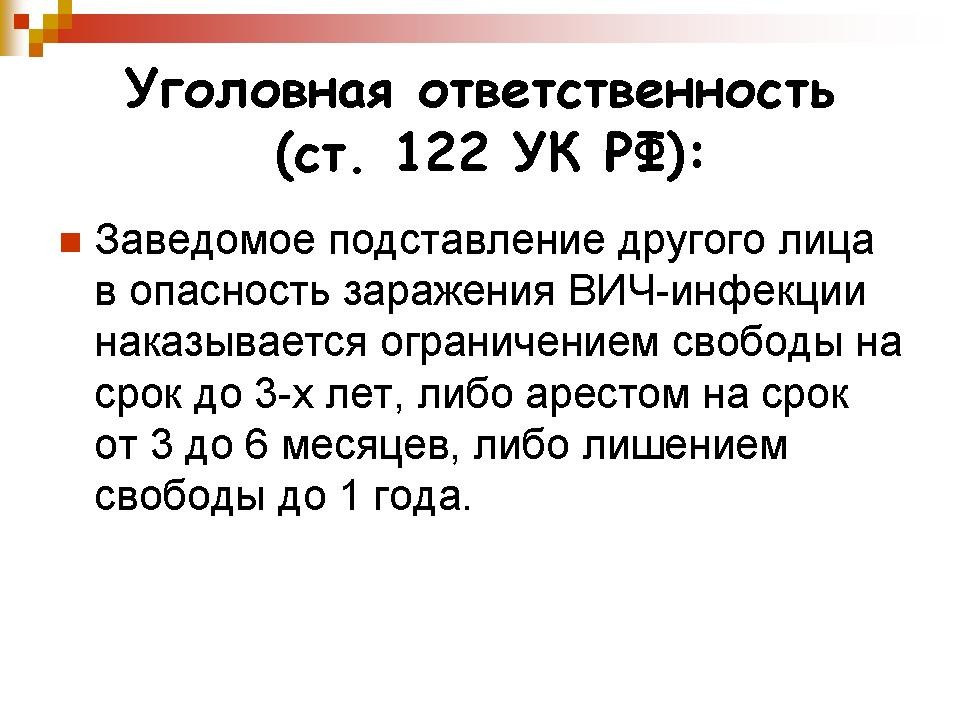 Уголовная ответственность
(ст. 122 УК РФ):
Заведомое подставление другого лица
в опасность заражения ВИЧ-инфекции
наказывается ограничением свободы на
срок до 3-х лет, либо арестом на срок
от 3 до 6 месяцев, либо лишением
свободы до 1 года.